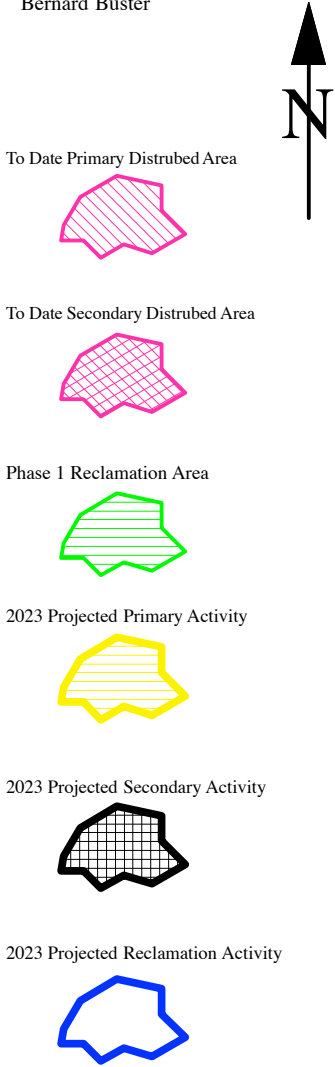 Bernard Buster
N
To Date Primary Distrubed Area
To Date Secondary Distrubed Area
Phase 1 Reclamation Area
2023 Projected Primary Activity
2023 Projected Secondary Activity
2023 Projected Reclamation Activity